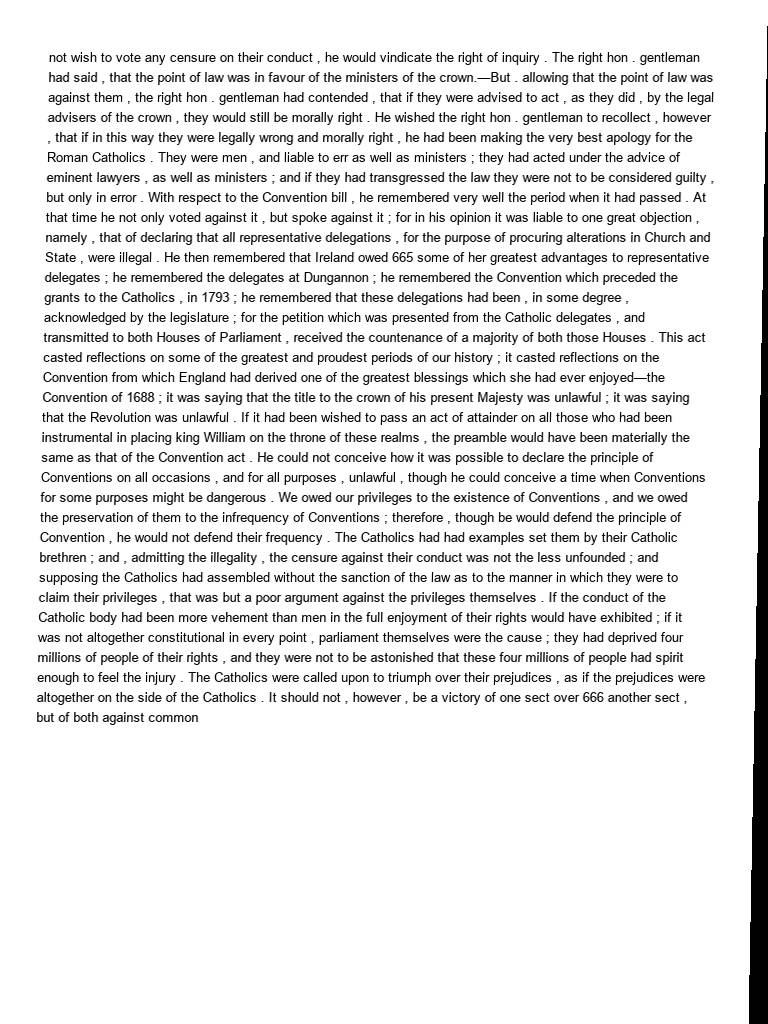 not wish to vote any censure on their conduct , he would vindicate the right of inquiry . The right hon . gentleman
had said , that the point of law was in favour of the ministers of the crown.—But . allowing that the point of law was
against them , the right hon . gentleman had contended , that if they were advised to act , as they did , by the legal
advisers of the crown , they would still be morally right . He wished the right hon . gentleman to recollect , however
, that if in this way they were legally wrong and morally right , he had been making the very best apology for the
Roman Catholics . They were men , and liable to err as well as ministers ; they had acted under the advice of
eminent lawyers , as well as ministers ; and if they had transgressed the law they were not to be considered guilty ,
but only in error . With respect to the Convention bill , he remembered very well the period when it had passed . At
that time he not only voted against it , but spoke against it ; for in his opinion it was liable to one great objection ,
namely , that of declaring that all representative delegations , for the purpose of procuring alterations in Church and
State , were illegal . He then remembered that Ireland owed 665 some of her greatest advantages to representative
delegates ; he remembered the delegates at Dungannon ; he remembered the Convention which preceded the
grants to the Catholics , in 1793 ; he remembered that these delegations had been , in some degree ,
acknowledged by the legislature ; for the petition which was presented from the Catholic delegates , and
transmitted to both Houses of Parliament , received the countenance of a majority of both those Houses . This act
casted reflections on some of the greatest and proudest periods of our history ; it casted reflections on the
Convention from which England had derived one of the greatest blessings which she had ever enjoyed—the
Convention of 1688 ; it was saying that the title to the crown of his present Majesty was unlawful ; it was saying
that the Revolution was unlawful . If it had been wished to pass an act of attainder on all those who had been
instrumental in placing king William on the throne of these realms , the preamble would have been materially the
same as that of the Convention act . He could not conceive how it was possible to declare the principle of
Conventions on all occasions , and for all purposes , unlawful , though he could conceive a time when Conventions
for some purposes might be dangerous . We owed our privileges to the existence of Conventions , and we owed
the preservation of them to the infrequency of Conventions ; therefore , though be would defend the principle of
Convention , he would not defend their frequency . The Catholics had had examples set them by their Catholic
brethren ; and , admitting the illegality , the censure against their conduct was not the less unfounded ; and
supposing the Catholics had assembled without the sanction of the law as to the manner in which they were to
claim their privileges , that was but a poor argument against the privileges themselves . If the conduct of the
Catholic body had been more vehement than men in the full enjoyment of their rights would have exhibited ; if it
was not altogether constitutional in every point , parliament themselves were the cause ; they had deprived four
millions of people of their rights , and they were not to be astonished that these four millions of people had spirit
enough to feel the injury . The Catholics were called upon to triumph over their prejudices , as if the prejudices were
altogether on the side of the Catholics . It should not , however , be a victory of one sect over 666 another sect ,
but of both against common